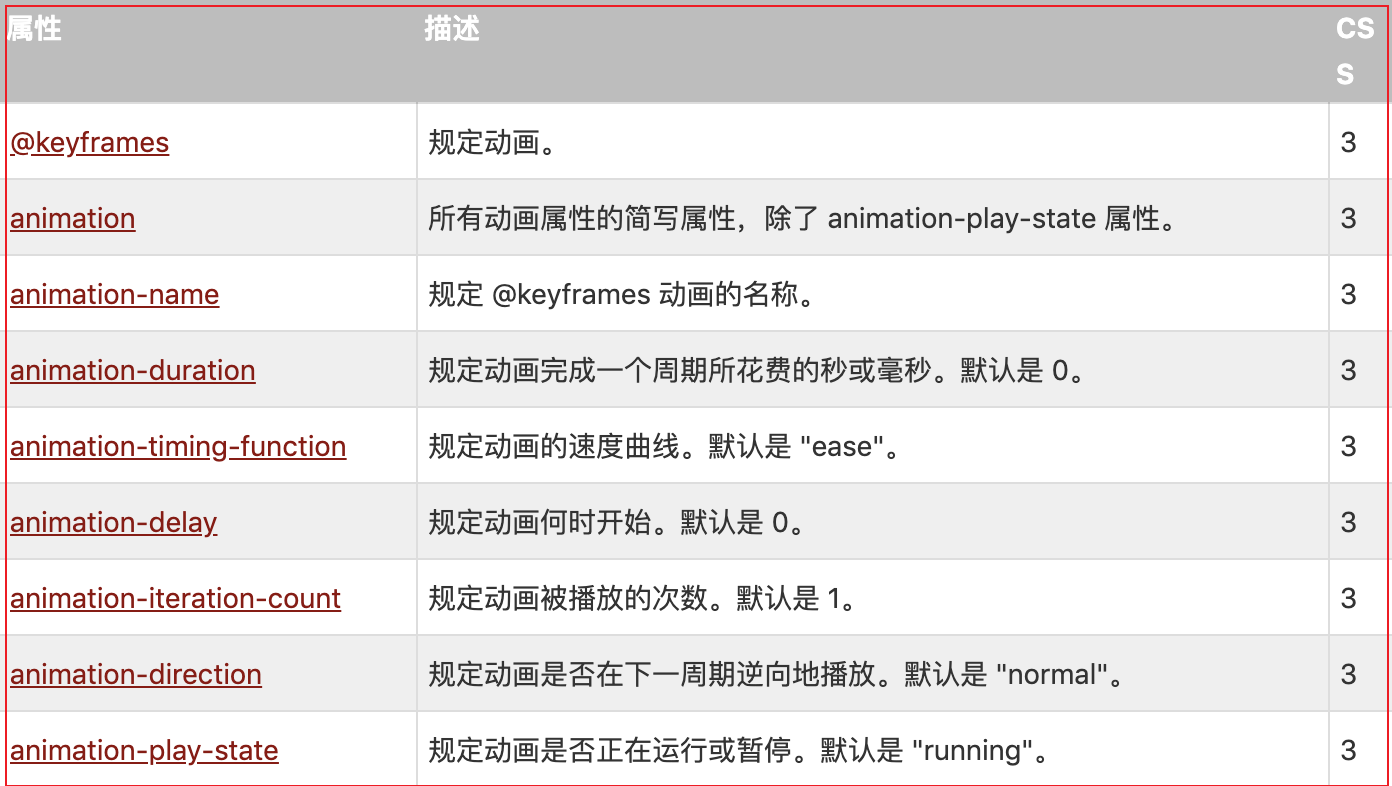 属性 描述 CS
S
@keyframes 规定动画。 3
animation 所有动画属性的简写属性，除了 animation-play-state 属性。 3
animation-name 规定 @keyframes 动画的名称。 3
animation-duration 规定动画完成一个周期所花费的秒或毫秒。默认是 0。 3
animation-timing-function 规定动画的速度曲线。默认是 "ease"。 3
animation-delay 规定动画何时开始。默认是 0。 3
animation-iteration-count 规定动画被播放的次数。默认是 1。 3
animation-direction 规定动画是否在下一周期逆向地播放。默认是 "normal"。 3
animation-play-state 规定动画是否正在运行或暂停。默认是 "running"。 3